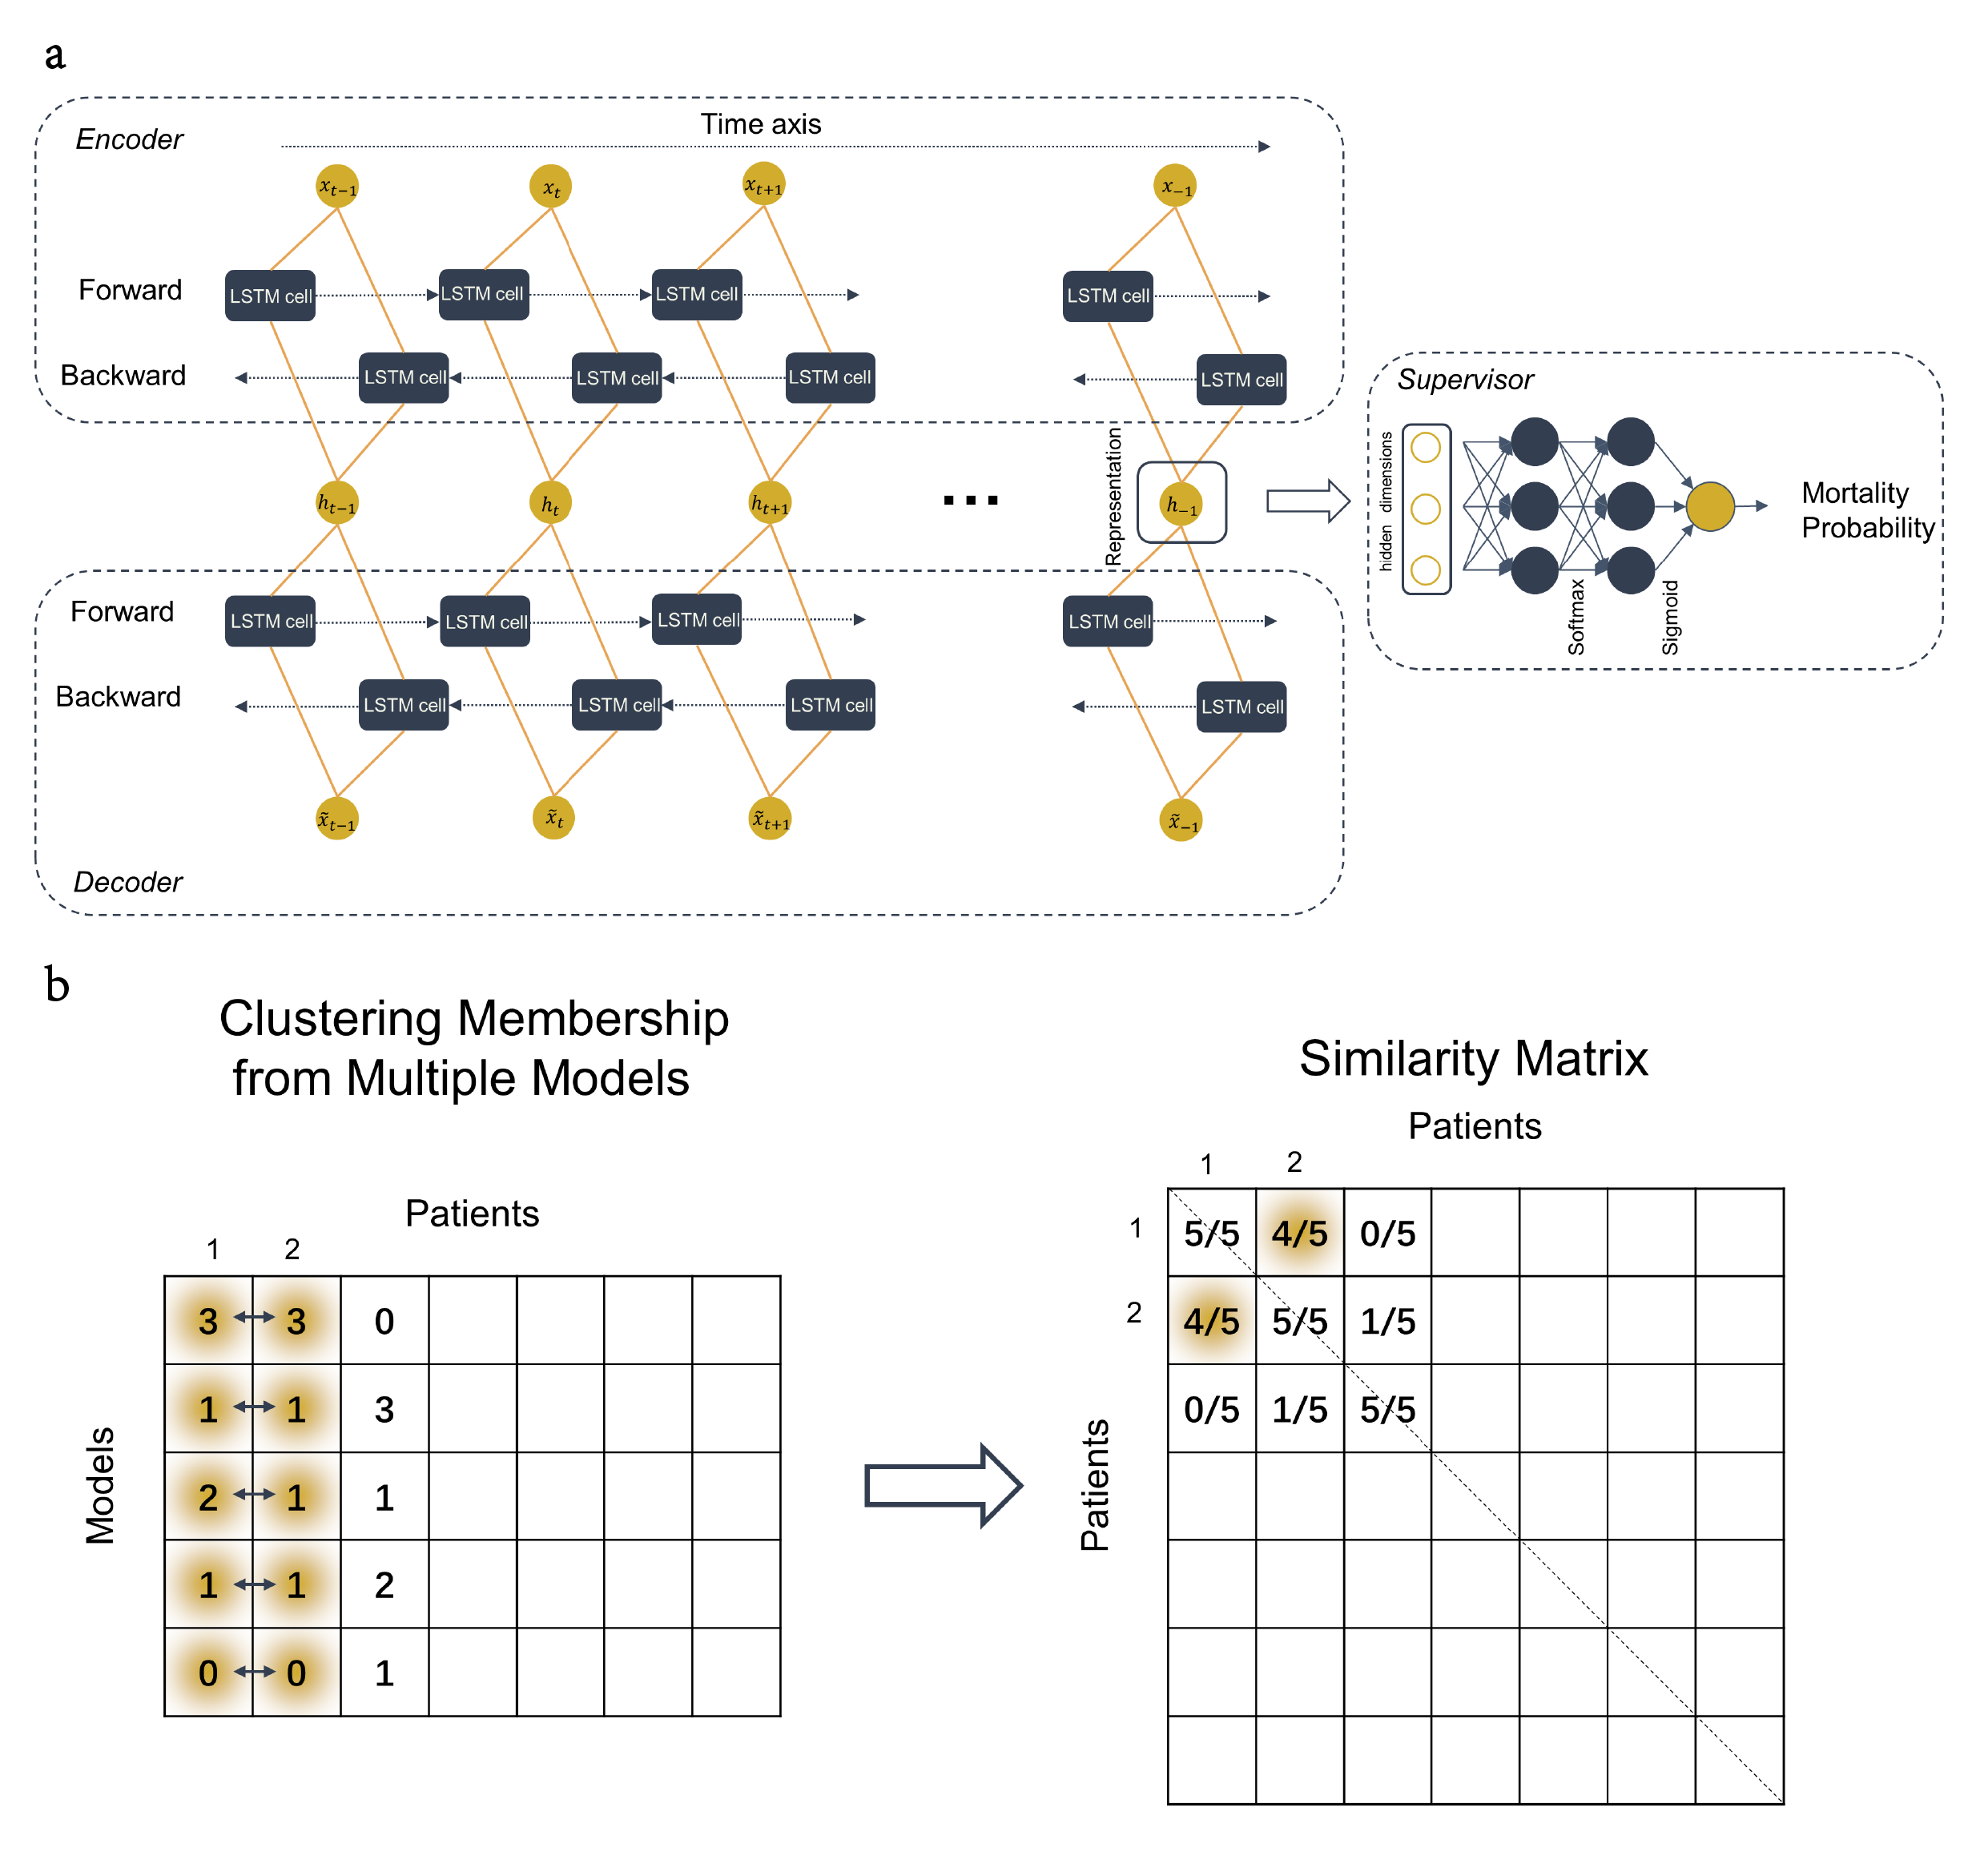 a
Encoder
Time axis
x_{t−1} x_t x_{t+1} x_{−1}
Forward
LSTM cell LSTM cell LSTM cell LSTM cell
Backward
LSTM cell LSTM cell LSTM cell LSTM cell
Representation
h_{t−1} h_t h_{t+1} ... h_{−1}
Forward
LSTM cell LSTM cell LSTM cell LSTM cell
Backward
LSTM cell LSTM cell LSTM cell LSTM cell
x̃_{t−1} x̃_t x̃_{t+1} x̃_{−1}
Decoder
Supervisor
hidden dimensions
Softmax
Sigmoid
Mortality
Probability
b
Clustering Membership
from Multiple Models
Patients
1 2
Models
3 3 0
1 1 3
2 1 1
1 1 2
0 0 1
Similarity Matrix
Patients
1 2
Patients
1 5/5 4/5 0/5
2 4/5 5/5 1/5
0/5 1/5 5/5